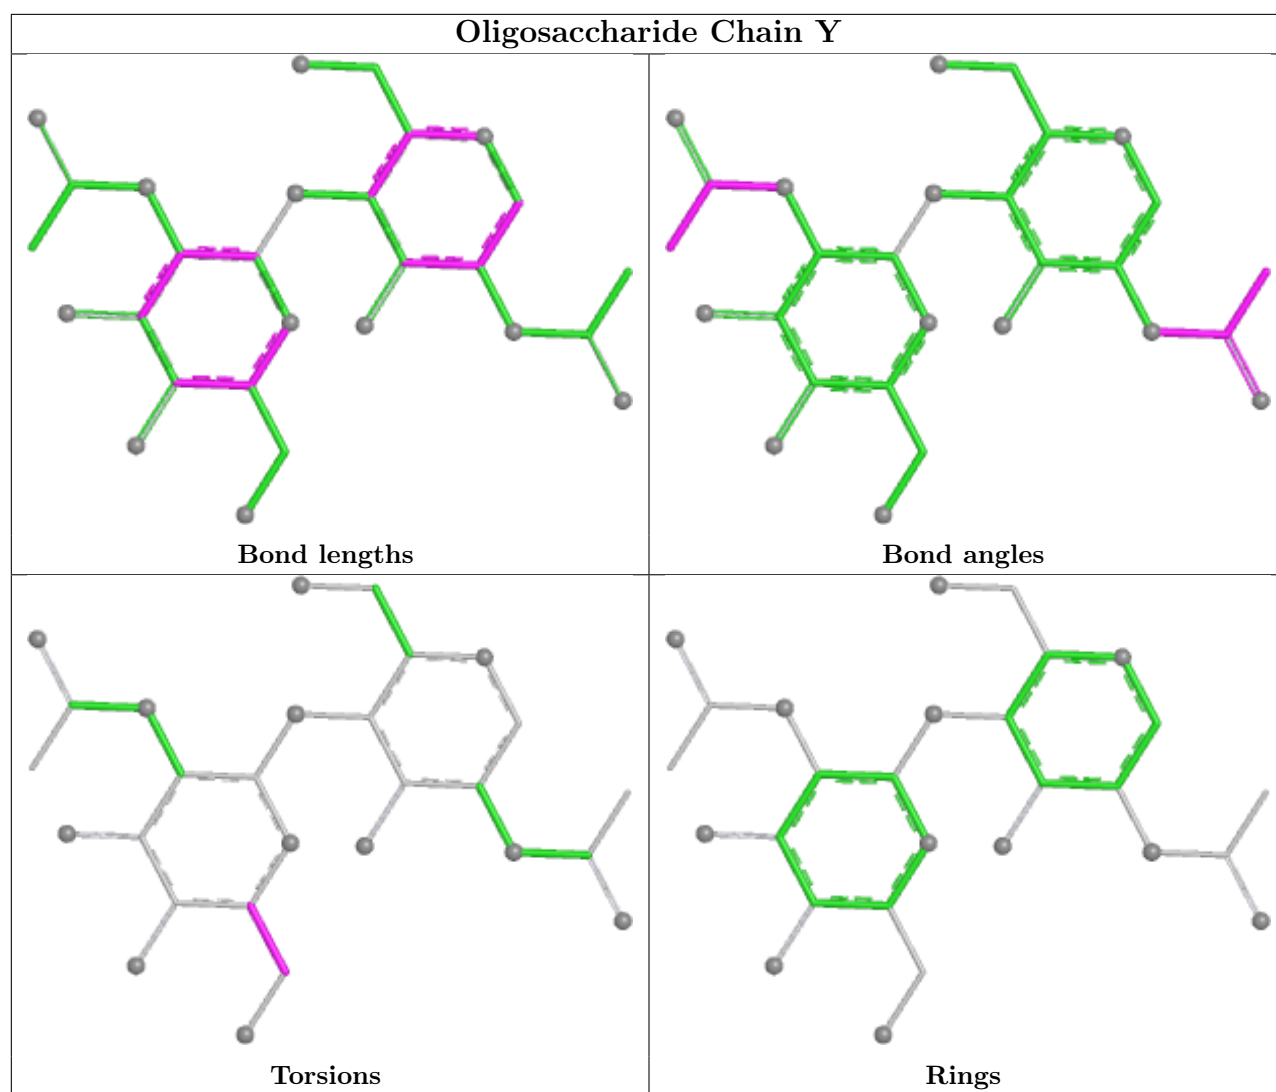 Oligosaccharide Chain Y
Bond lengths
Bond angles
Torsions
Rings